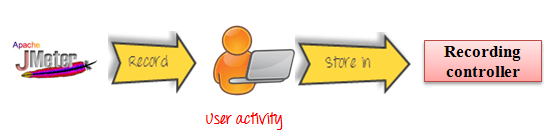 Apache
JMeter
Record
Store in
Recording
controller
User activity